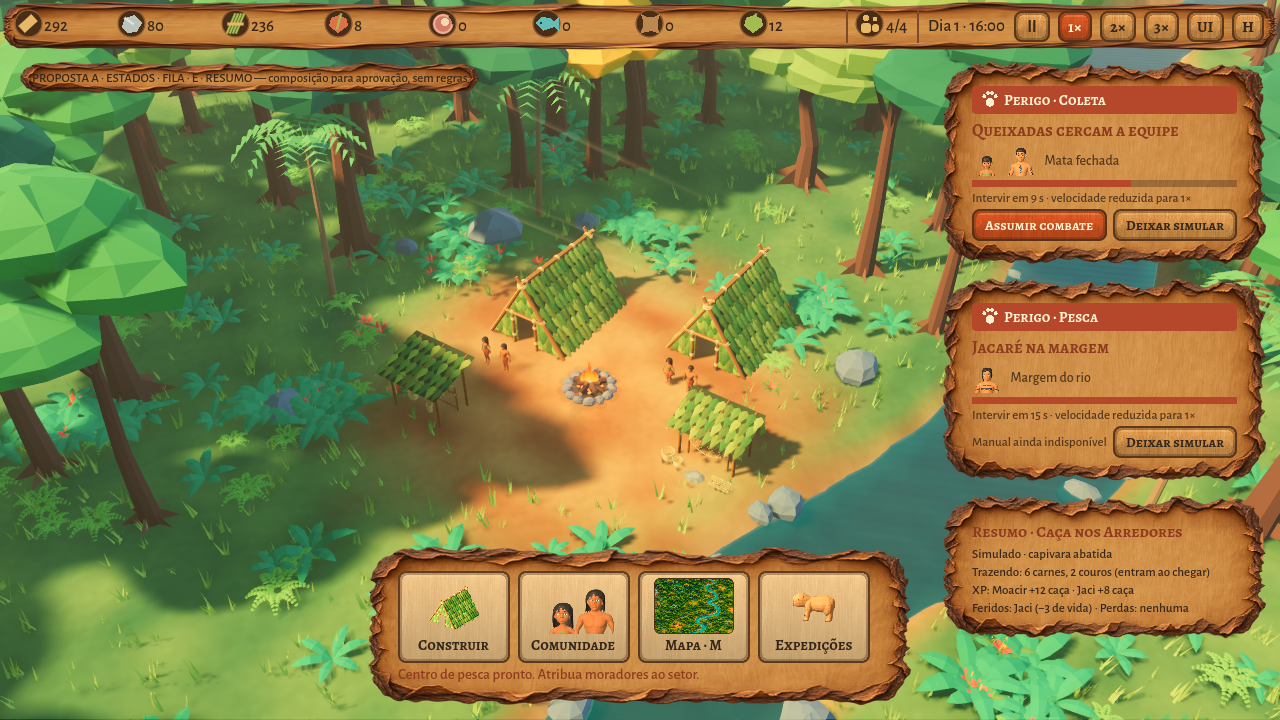 292 80 236 8 0 0 0 12 4/4 Dia 1 · 16:00 II 1× 2× 3× UI H
PROPOSTA A · ESTADOS · FILA · E · RESUMO — composição para aprovação, sem regras
Perigo · Coleta
Queixadas cercam a equipe
Mata fechada
Intervir em 9 s · velocidade reduzida para 1×
Assumir combate Deixar simular
Perigo · Pesca
Jacaré na margem
Margem do rio
Intervir em 15 s · velocidade reduzida para 1×
Manual ainda indisponível Deixar simular
Resumo · Caça nos Arredores
Simulado · capivara abatida
Trazendo: 6 carnes, 2 couros (entram ao chegar)
XP: Moacir +12 caça · Jaci +8 caça
Feridos: Jaci (−3 de vida) · Perdas: nenhuma
Construir Comunidade Mapa · M Expedições
Centro de pesca pronto. Atribua moradores ao setor.